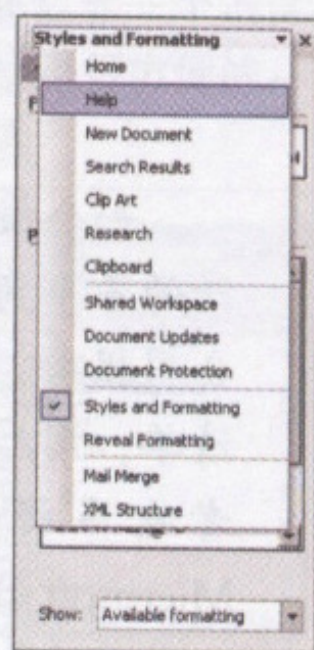 Styles and Formatting
Home
Help
New Document
Search Results
Clip Art
Research
Clipboard
Shared Workspace
Document Updates
Document Protection
Styles and Formatting
Reveal Formatting
Mail Merge
XML Structure
Show: Available formatting